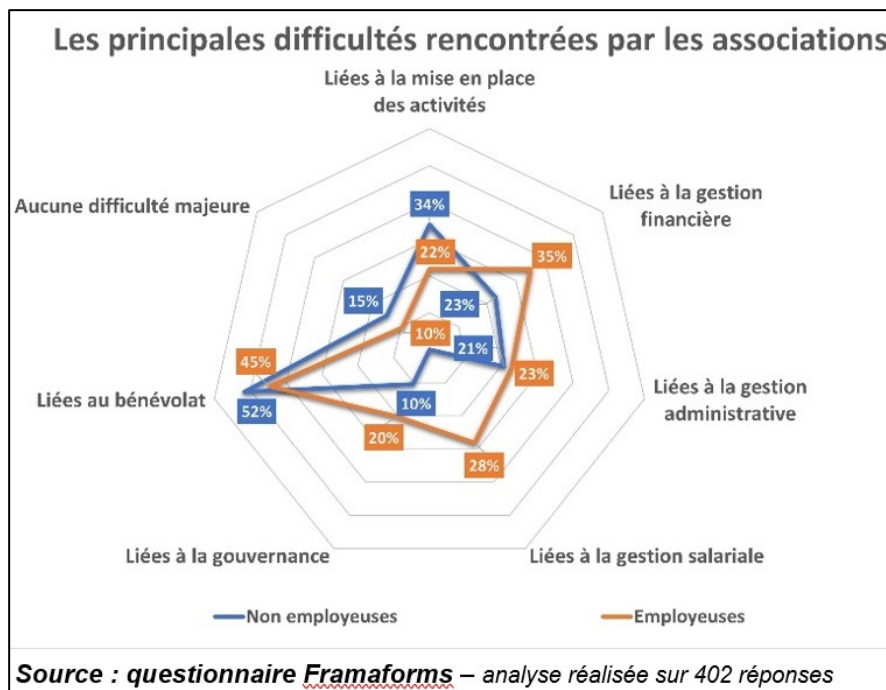 Les principales difficultés rencontrées par les associations
Liées à la mise en place
des activités
Liées à la gestion
financière
Aucune difficulté majeure
34%
22%
35%
15%
23%
10%
21%
45%
23%
Liées au bénévolat
52%
10%
Liées à la gestion
administrative
20%
28%
Liées à la gouvernance
Liées à la gestion salariale
Non employeuses
Employeuses
Source : questionnaire Framaforms – analyse réalisée sur 402 réponses